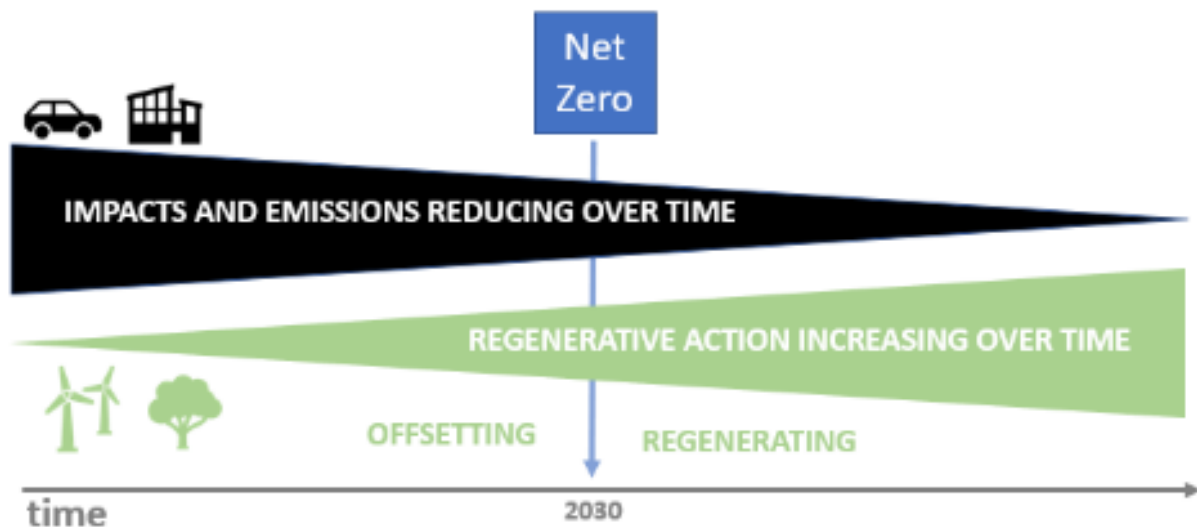 Net
Zero
IMPACTS AND EMISSIONS REDUCING OVER TIME
REGENERATIVE ACTION INCREASING OVER TIME
OFFSETTING
REGENERATING
time
2030